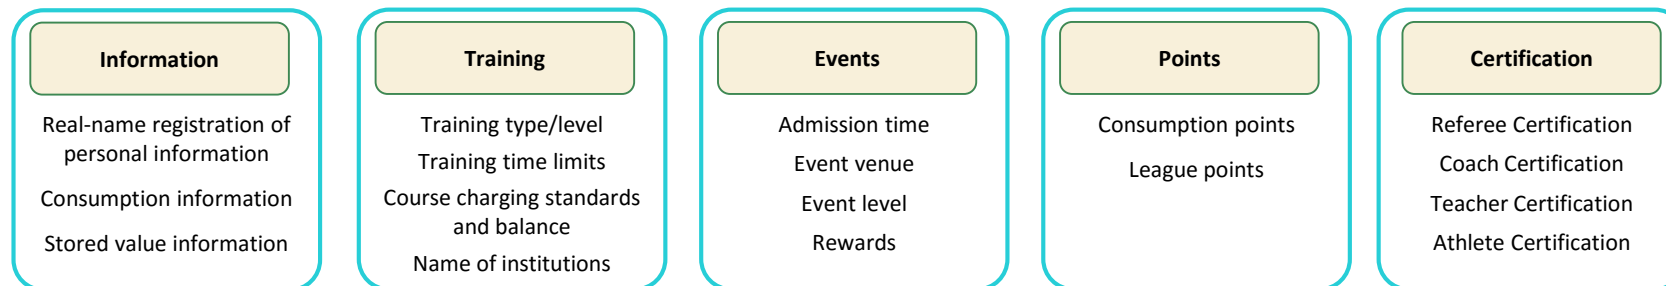 Information
Real-name registration of
personal information
Consumption information
Stored value information
Training
Training type/level
Training time limits
Course charging standards
and balance
Name of institutions
Events
Admission time
Event venue
Event level
Rewards
Points
Consumption points
League points
Certification
Referee Certification
Coach Certification
Teacher Certification
Athlete Certification